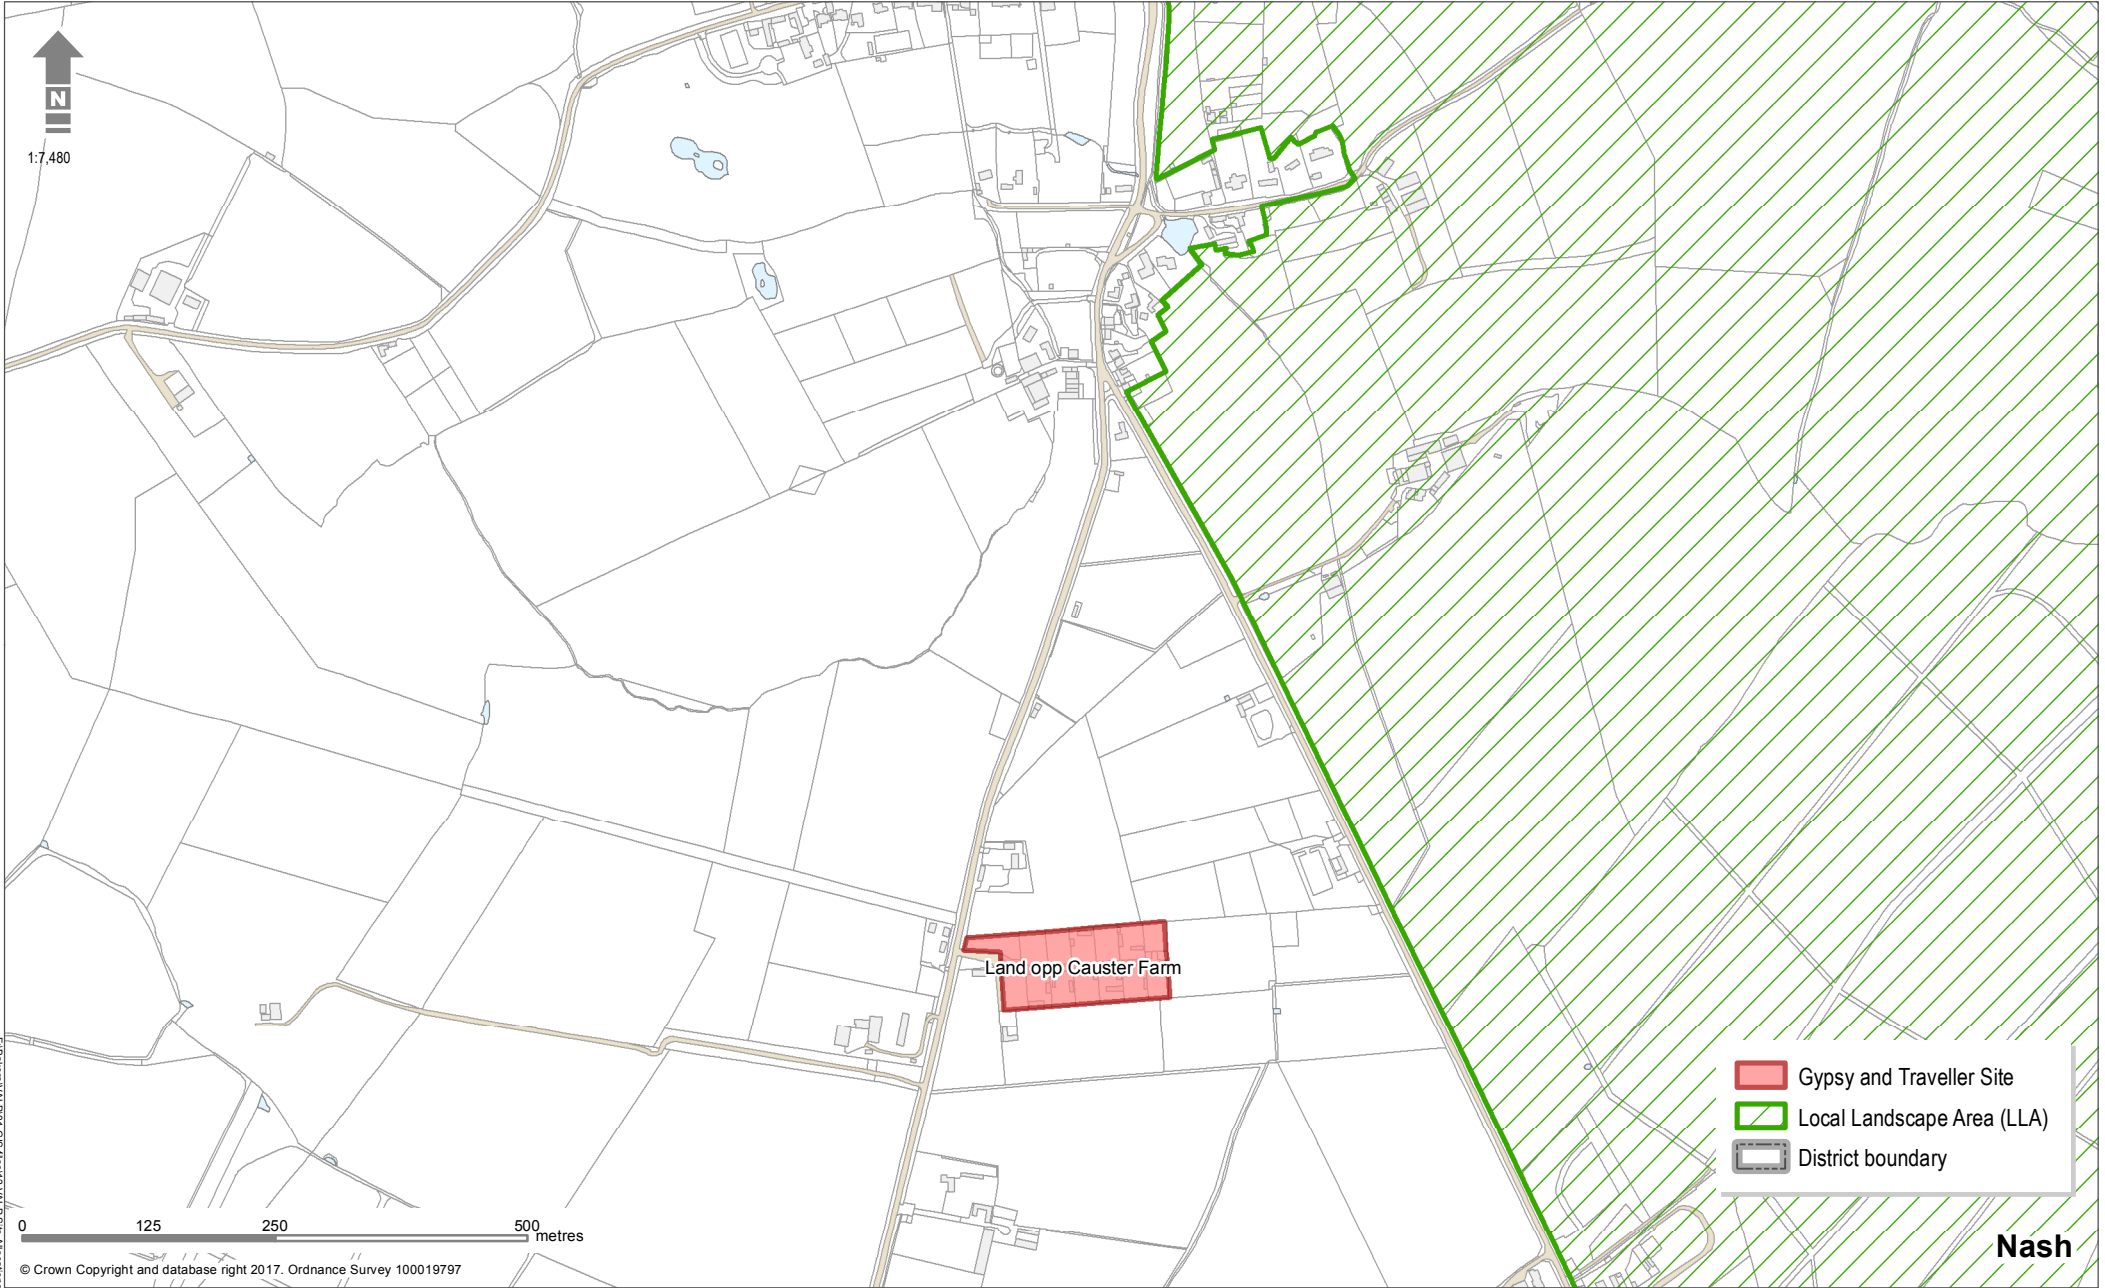 N
1:7,480
Land opp Causter Farm
Gypsy and Traveller Site
Local Landscape Area (LLA)
District boundary
0 125 250 500
metres
Nash
© Crown Copyright and database right 2017. Ordnance Survey 100019797